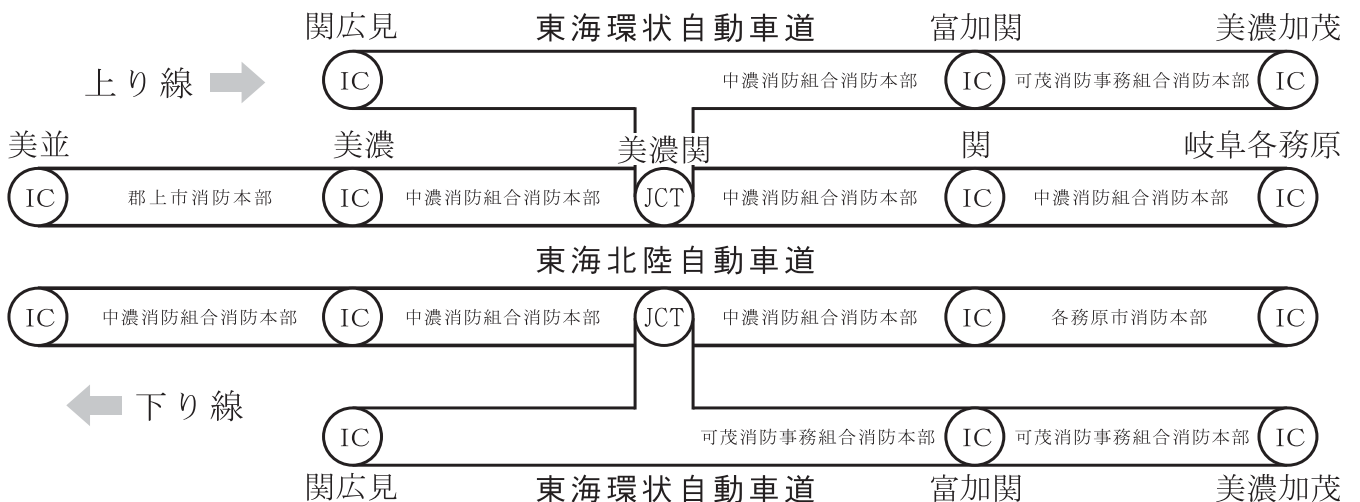 関広見 東海環状自動車道 富加関 美濃加茂
上り線 IC 中濃消防組合消防本部 IC 可茂消防事務組合消防本部 IC
美並 美濃 美濃関 関 岐阜各務原
IC 郡上市消防本部 IC 中濃消防組合消防本部 JCT 中濃消防組合消防本部 IC 中濃消防組合消防本部 IC
東海北陸自動車道
IC 中濃消防組合消防本部 IC 中濃消防組合消防本部 JCT 中濃消防組合消防本部 IC 各務原市消防本部 IC
下り線
IC 可茂消防事務組合消防本部 IC 可茂消防事務組合消防本部 IC
関広見 東海環状自動車道 富加関 美濃加茂